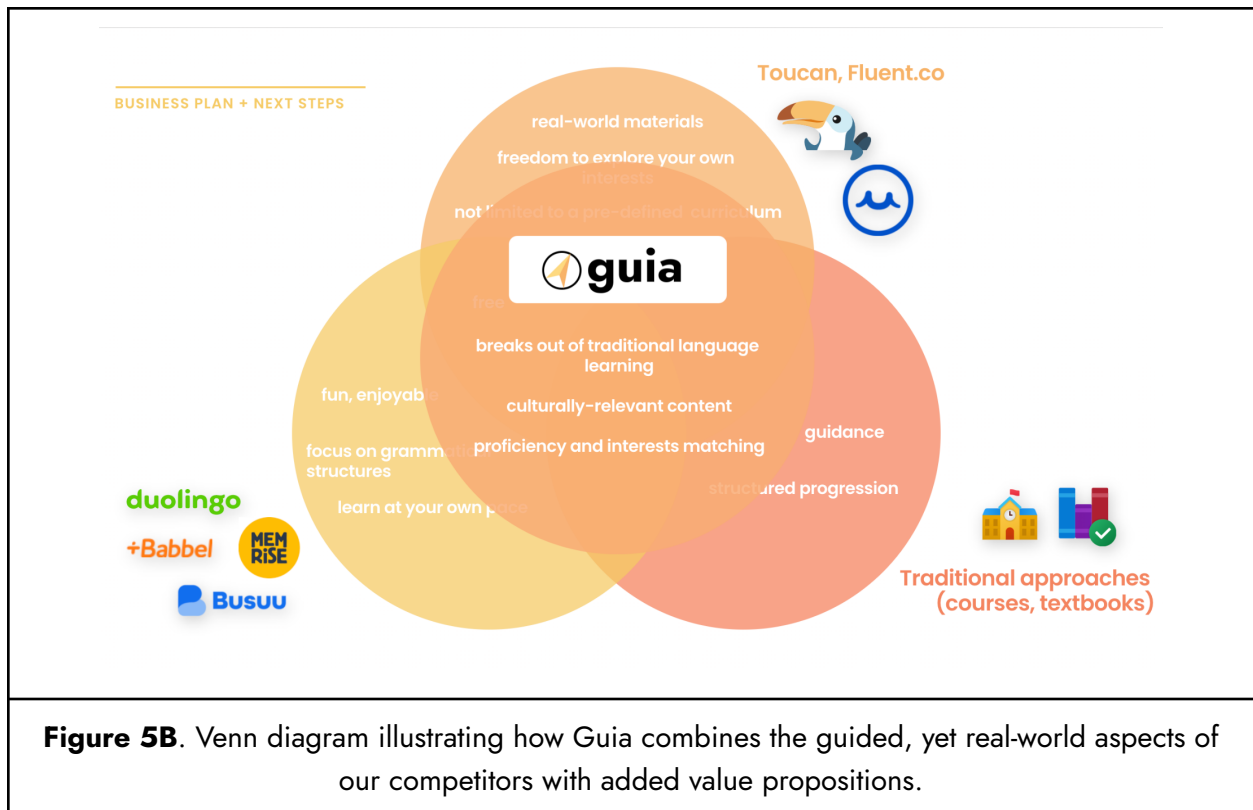 BUSINESS PLAN + NEXT STEPS
Toucan, Fluent.co
real-world materials
freedom to explore your own
interests
not limited to a pre-defined curriculum
guia
free
breaks out of traditional language
learning
culturally-relevant content
proficiency and interests matching
fun, enjoyable
focus on grammatical
structures
learn at your own pace
guidance
structured progression
duolingo
+Babbel
MEM
RiSE
Busuu
Traditional approaches
(courses, textbooks)
Figure 5B. Venn diagram illustrating how Guia combines the guided, yet real-world aspects of
our competitors with added value propositions.